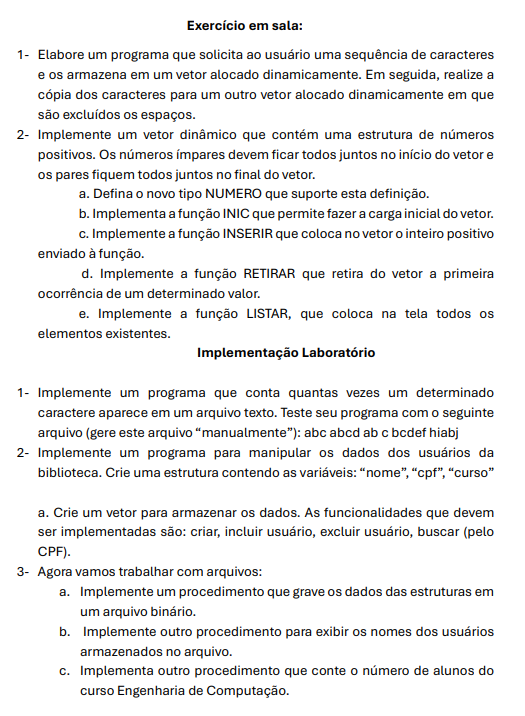 Exercício em sala:
1- Elabore um programa que solicita ao usuário uma sequência de caracteres
e os armazena em um vetor alocado dinamicamente. Em seguida, realize a
cópia dos caracteres para um outro vetor alocado dinamicamente em que
são excluídos os espaços.
2- Implemente um vetor dinâmico que contém uma estrutura de números
positivos. Os números ímpares devem ficar todos juntos no início do vetor e
os pares fiquem todos juntos no final do vetor.
a. Defina o novo tipo NUMERO que suporte esta definição.
b. Implementa a função INIC que permite fazer a carga inicial do vetor.
c. Implemente a função INSERIR que coloca no vetor o inteiro positivo
enviado à função.
d. Implemente a função RETIRAR que retira do vetor a primeira
ocorrência de um determinado valor.
e. Implemente a função LISTAR, que coloca na tela todos os
elementos existentes.
Implementação Laboratório
1- Implemente um programa que conta quantas vezes um determinado
caractere aparece em um arquivo texto. Teste seu programa com o seguinte
arquivo (gere este arquivo “manualmente”): abc abcd ab c bcdef hiabj
2- Implemente um programa para manipular os dados dos usuários da
biblioteca. Crie uma estrutura contendo as variáveis: “nome”, “cpf”, “curso”
a. Crie um vetor para armazenar os dados. As funcionalidades que devem
ser implementadas são: criar, incluir usuário, excluir usuário, buscar (pelo
CPF).
3- Agora vamos trabalhar com arquivos:
a. Implemente um procedimento que grave os dados das estruturas em
um arquivo binário.
b. Implemente outro procedimento para exibir os nomes dos usuários
armazenados no arquivo.
c. Implementa outro procedimento que conte o número de alunos do
curso Engenharia de Computação.